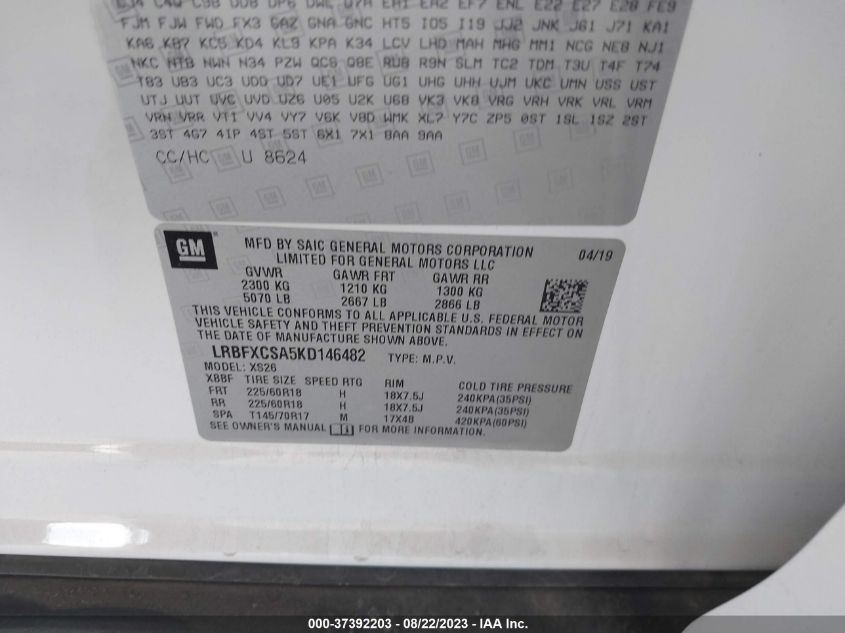 FJM FJW FWD FX3 GAZ GNA GNC HT5 IO5 I19 JJ2 JNK J61 J71 KA1
KA6 KB7 KC5 KD4 KL9 KPA K34 LCV LHD MAH MHG MM1 NCG NE8 NJ1
NKC NTB NWN N34 PZW QC8 Q8E RU8 R9N SLM TC2 TDM T3U T4F T74
T83 UB3 UC3 UDD UD7 UE1 UFG UG1 UHG UHH UJM UKC UMN USS UST
UTJ UUT UVC UVD UZ6 U05 U2K U68 VK3 VK8 VRG VRH VRK VRL VRM
VRN VRR VT1 VV4 VY7 V6K V8D WMK XL7 Y7C ZP5 0ST 1SL 1SZ 2ST
3ST 4G7 4IP 4ST 5ST 6X1 7X1 8AA 9AA
CC/HC U 8624
GM
MFD BY SAIC GENERAL MOTORS CORPORATION 04/19
LIMITED FOR GENERAL MOTORS LLC
GVWR GAWR FRT GAWR RR
2300 KG 1210 KG 1300 KG
5070 LB 2667 LB 2866 LB
THIS VEHICLE CONFORMS TO ALL APPLICABLE U.S. FEDERAL MOTOR
VEHICLE SAFETY AND THEFT PREVENTION STANDARDS IN EFFECT
ON THE DATE OF MANUFACTURE SHOWN ABOVE.
LRBFXCSA5KD146482 TYPE: M.P.V.
MODEL: XS26
XBBF TIRE SIZE SPEED RTG RIM COLD TIRE PRESSURE
FRT 225/60R18 H 18X7.5J 240KPA(35PSI)
RR 225/60R18 H 18X7.5J 240KPA(35PSI)
SPA T145/70R17 M 17X4B 420KPA(60PSI)
SEE OWNER'S MANUAL FOR MORE INFORMATION.
000-37392203 - 08/22/2023 - IAA Inc.